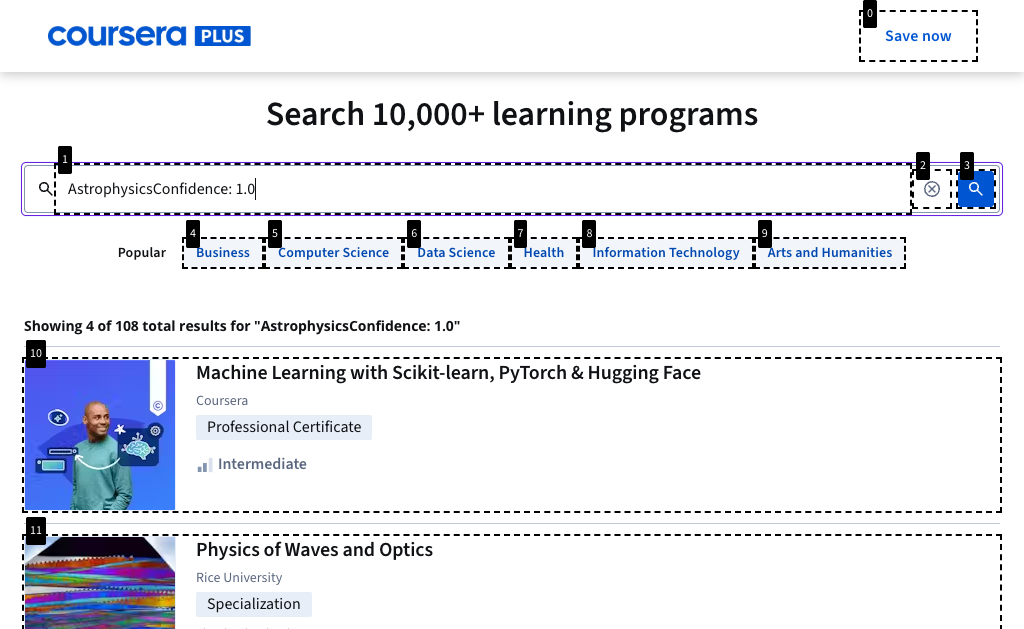 coursera PLUS
0
Save now
Search 10,000+ learning programs
1
2
3
AstrophysicsConfidence: 1.0
4
5
6
7
8
9
Popular
Business
Computer Science
Data Science
Health
Information Technology
Arts and Humanities
Showing 4 of 108 total results for "AstrophysicsConfidence: 1.0"
10
Machine Learning with Scikit-learn, PyTorch & Hugging Face
Coursera
Professional Certificate
Intermediate
11
Physics of Waves and Optics
Rice University
Specialization